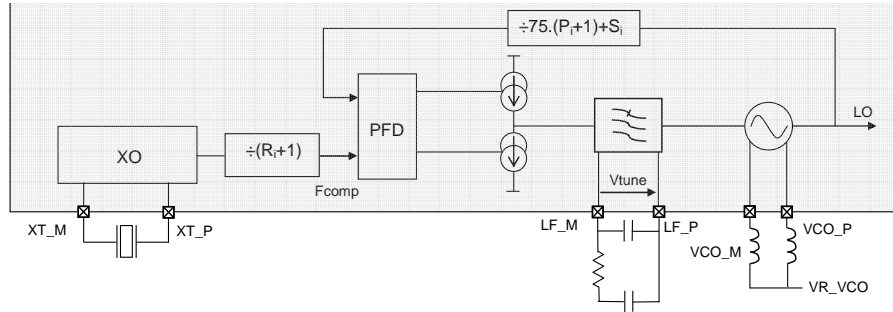 ÷75.(Pi+1)+Si
LO
PFD
XO
÷(Ri+1)
Fcomp
Vtune
XT_M
XT_P
LF_M
LF_P
VCO_M
VCO_P
VR_VCO